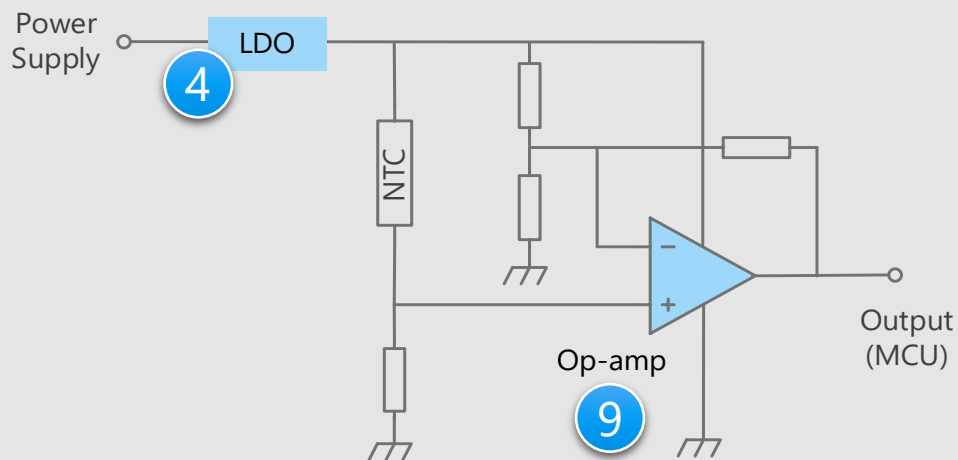 Power
Supply
LDO
4
NTC
−
+
Op-amp
9
Output
(MCU)